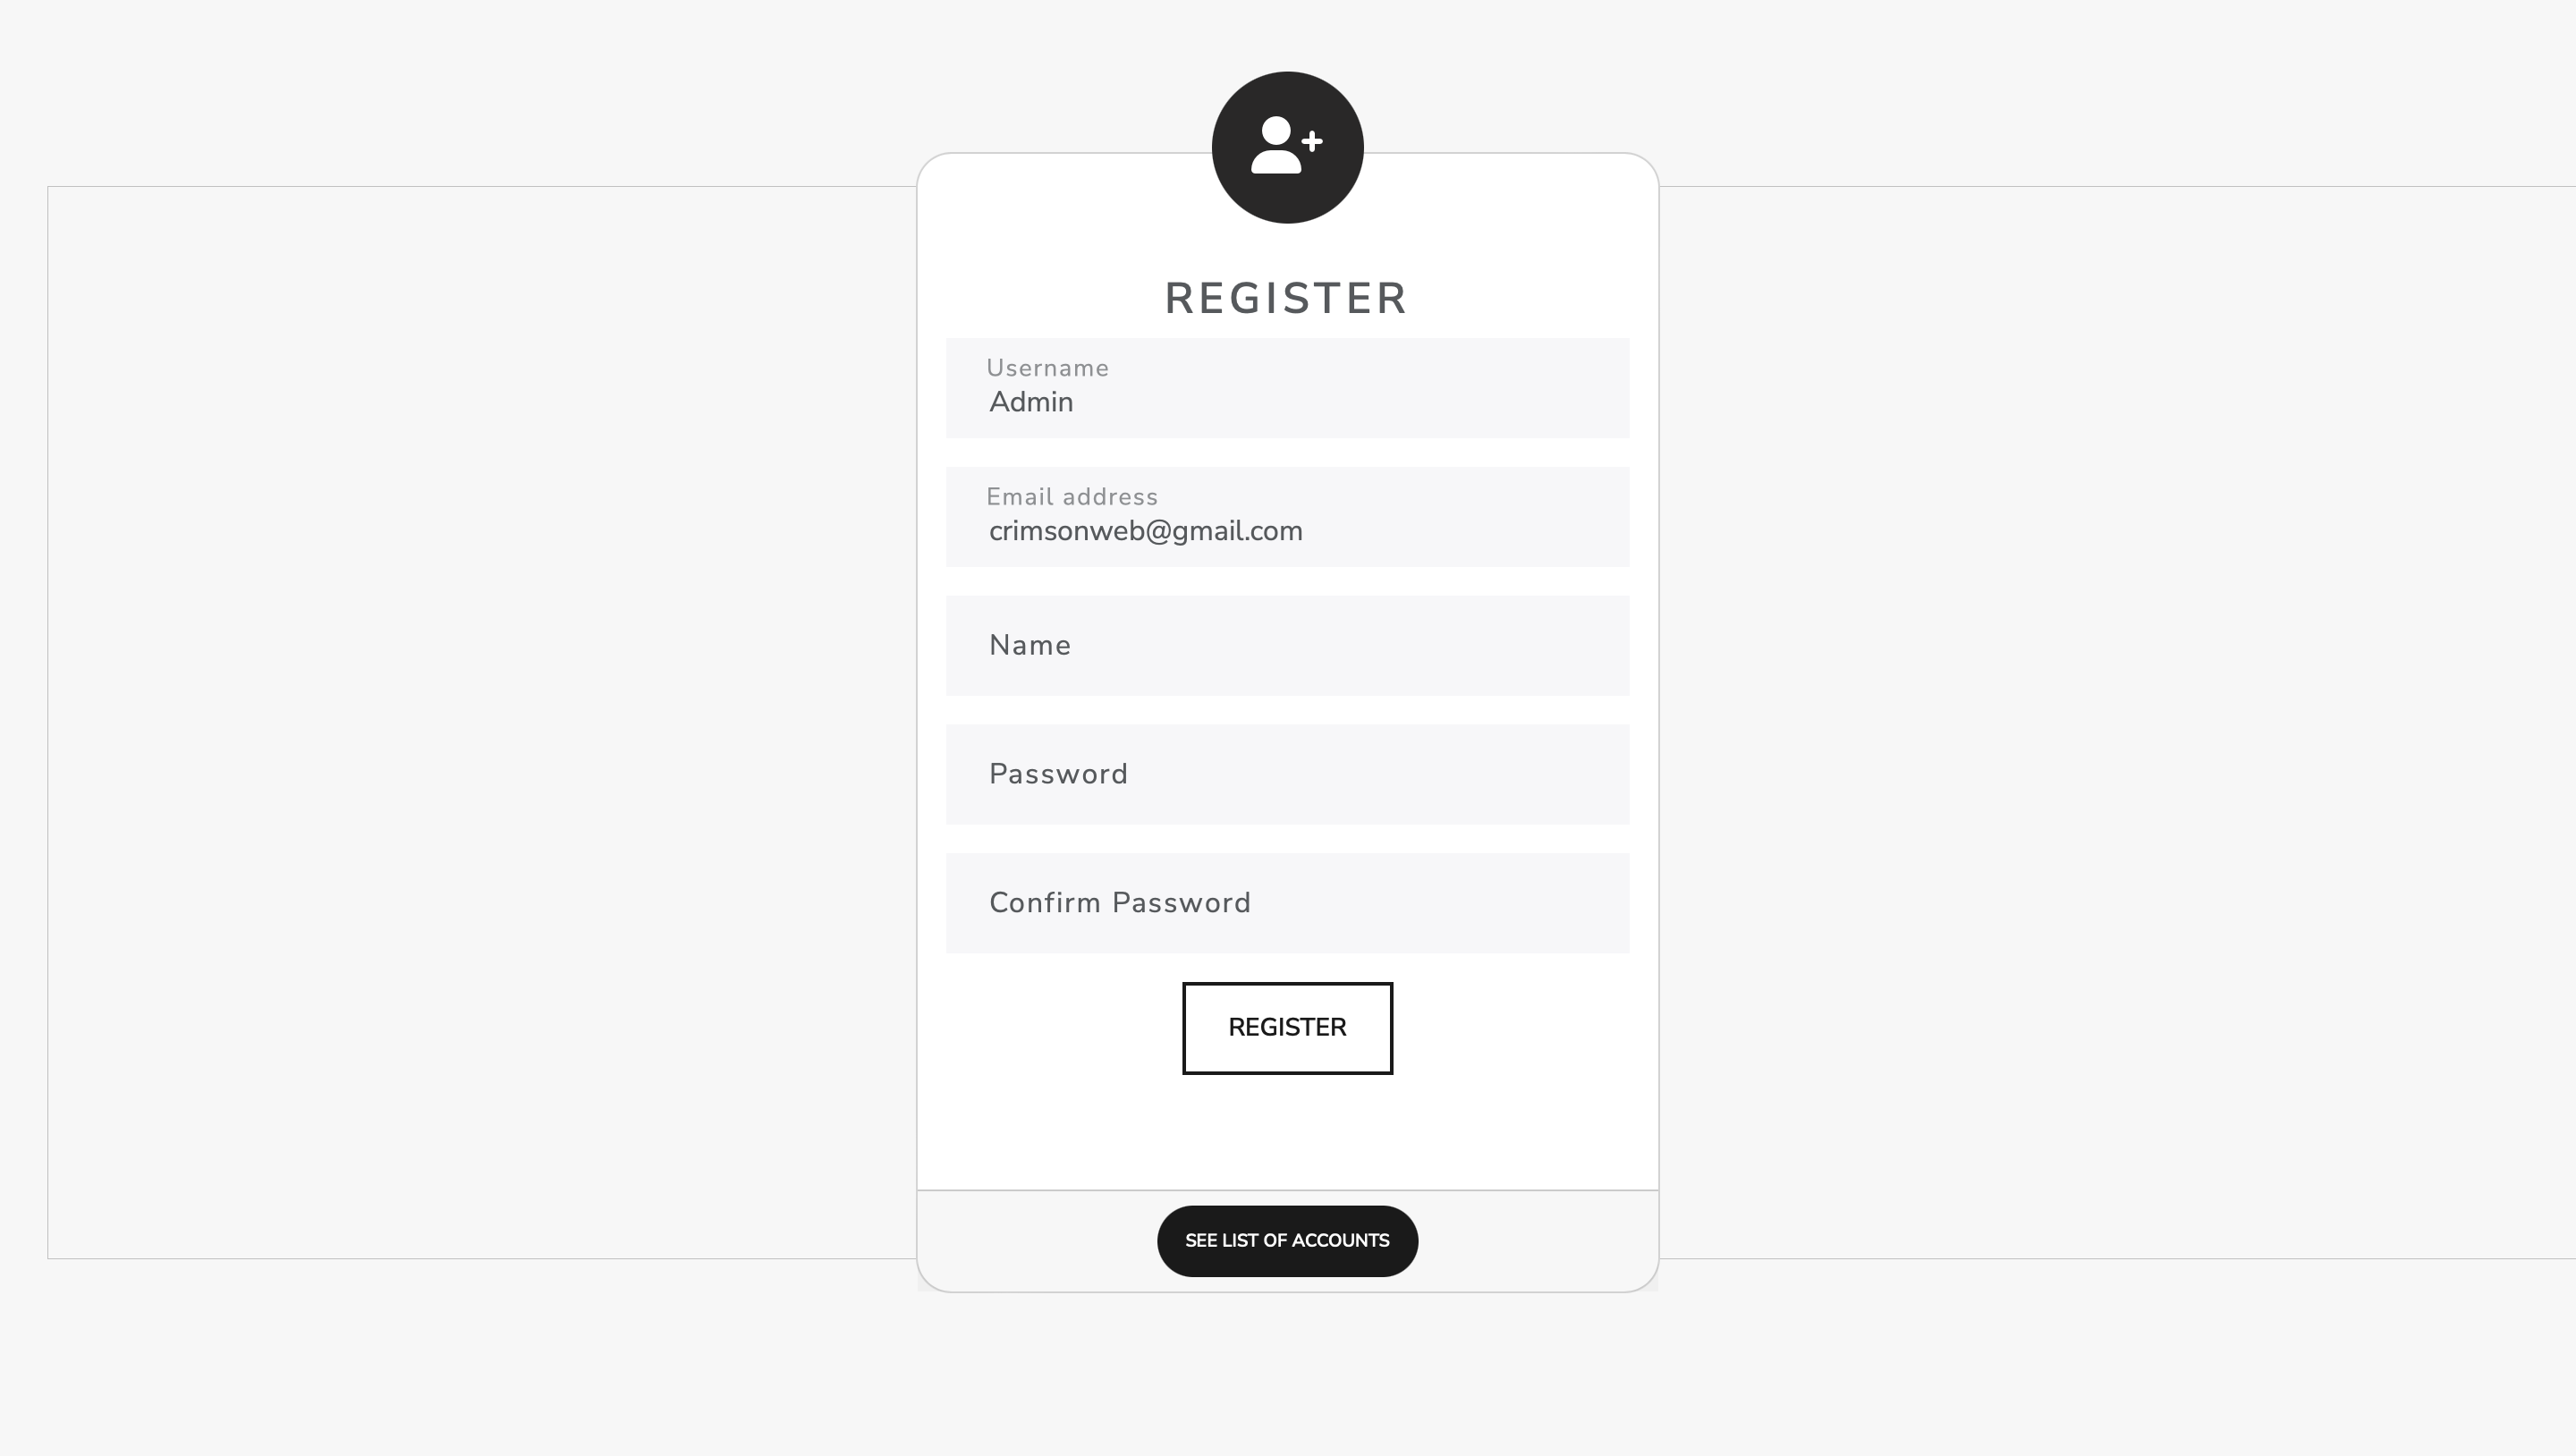 REGISTER
Username
Admin
Email address
crimsonweb@gmail.com
Name
Password
Confirm Password
REGISTER
SEE LIST OF ACCOUNTS